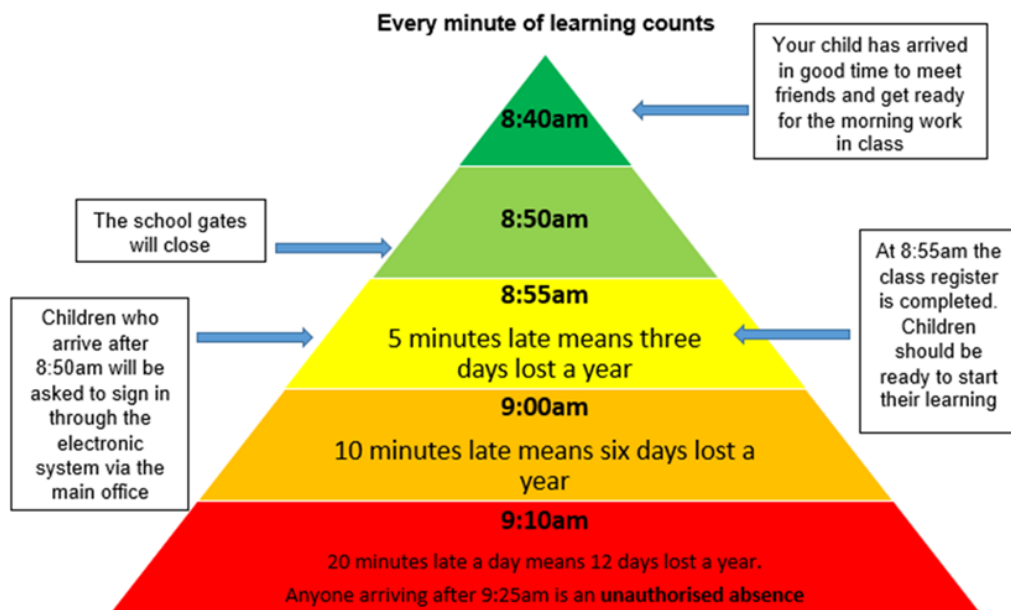 Every minute of learning counts
8:40am
Your child has arrived
in good time to meet
friends and get ready
for the morning work
in class
8:50am
The school gates
will close
8:55am
5 minutes late means three
days lost a year
Children who
arrive after
8:50am will be
asked to sign in
through the
electronic
system via the
main office
At 8:55am the
class register
is completed.
Children
should be
ready to start
their learning
9:00am
10 minutes late means six days lost a
year
9:10am
20 minutes late a day means 12 days lost a year.
Anyone arriving after 9:25am is an unauthorised absence